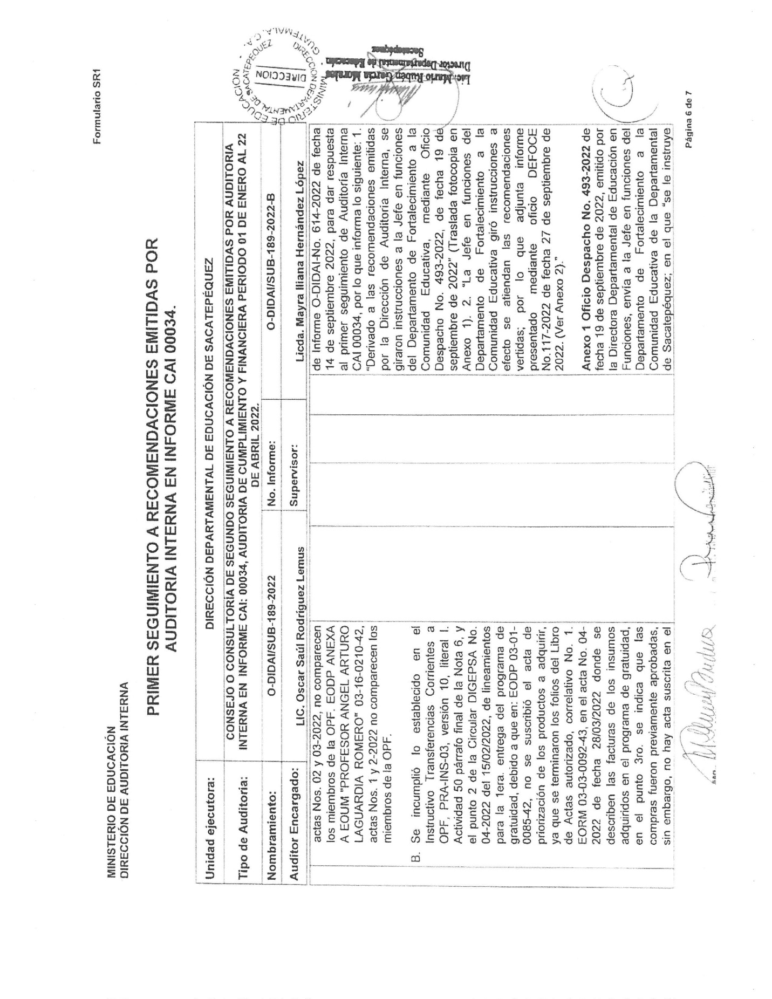 Formulario SR1
MINISTERIO DE EDUCACIÓN
DIRECCIÓN DE AUDITORIA INTERNA
PRIMER SEGUIMIENTO A RECOMENDACIONES EMITIDAS POR
AUDITORIA INTERNA EN INFORME CAI 00034.
Unidad ejecutora:
DIRECCIÓN DEPARTAMENTAL DE EDUCACIÓN DE SACATEPÉQUEZ
Tipo de Auditoria:
CONSEJO O CONSULTORÍA DE SEGUNDO SEGUIMIENTO A RECOMENDACIONES EMITIDAS POR AUDITORIA
INTERNA EN INFORME CAI: 00034, AUDITORIA DE CUMPLIMIENTO Y FINANCIERA PERIODO 01 DE ENERO AL 22
DE ABRIL 2022.
Nombramiento:
O-DIDAI/SUB-189-2022
No. Informe:
O-DIDAI/SUB-189-2022-B
Auditor Encargado:
LIC. Oscar Saúl Rodríguez Lemus
Supervisor:
Licda. Mayra Iliana Hernández López
actas Nos. 02 y 03-2022, no comparecen
los miembros de la OPF. EODP ANEXA
A EOUM "PROFESOR ANGEL ARTURO
LAGUARDIA ROMERO" 03-16-0210-42,
actas Nos. 1 y 2-2022 no comparecen los
miembros de la OPF.
B. Se incumplió lo establecido en el
Instructivo Transferencias Corrientes a
OPF, PRA-INS-03, versión 10, literal I.
Actividad 50 párrafo final de la Nota 6, y
el punto 2 de la Circular DIGEPSA No.
04-2022 del 15/02/2022, de lineamientos
para la 1era. entrega del programa de
gratuidad, debido a que en: EODP 03-01-
0085-42, no se suscribió el acta de
priorización de los productos a adquirir,
ya que se terminaron los folios del Libro
de Actas autorizado, correlativo No. 1.
EORM 03-03-0092-43, en el acta No. 04-
2022 de fecha 28/03/2022 donde se
describen las facturas de los insumos
adquiridos en el programa de gratuidad,
en el punto 3ro. se indica que las
compras fueron previamente aprobadas,
sin embargo, no hay acta suscrita en el
de Informe O-DIDAI-No. 614-2022 de fecha
14 de septiembre 2022, para dar respuesta
al primer seguimiento de Auditoría Interna
CAI 00034, por lo que informa lo siguiente: 1.
"Derivado a las recomendaciones emitidas
por la Dirección de Auditoría Interna, se
giraron instrucciones a la Jefe en funciones
del Departamento de Fortalecimiento a la
Comunidad Educativa, mediante Oficio
Despacho No. 493-2022, de fecha 19 de
septiembre de 2022" (Traslada fotocopia en
Anexo 1). 2. "La Jefe en funciones del
Departamento de Fortalecimiento a la
Comunidad Educativa giró instrucciones a
efecto se atiendan las recomendaciones
vertidas; por lo que adjunta informe
presentado mediante oficio DEFOCE
No.117-2022 de fecha 27 de septiembre de
2022. (Ver Anexo 2)."
Anexo 1 Oficio Despacho No. 493-2022 de
fecha 19 de septiembre de 2022, emitido por
la Directora Departamental de Educación en
Funciones, envía a la Jefe en funciones del
Departamento de Fortalecimiento a la
Comunidad Educativa de la Departamental
de Sacatepéquez; en el que "se le instruye
MINISTERIO DE EDUCACION
GUATEMALA, C.A.
DIRECCION DEPARTAMENTAL DE SACATEPEQUEZ
DIRECCION
Lic. Mario Rubén García Morales
Director Departamental de Educación
Sacatepéquez
Página 6 de 7